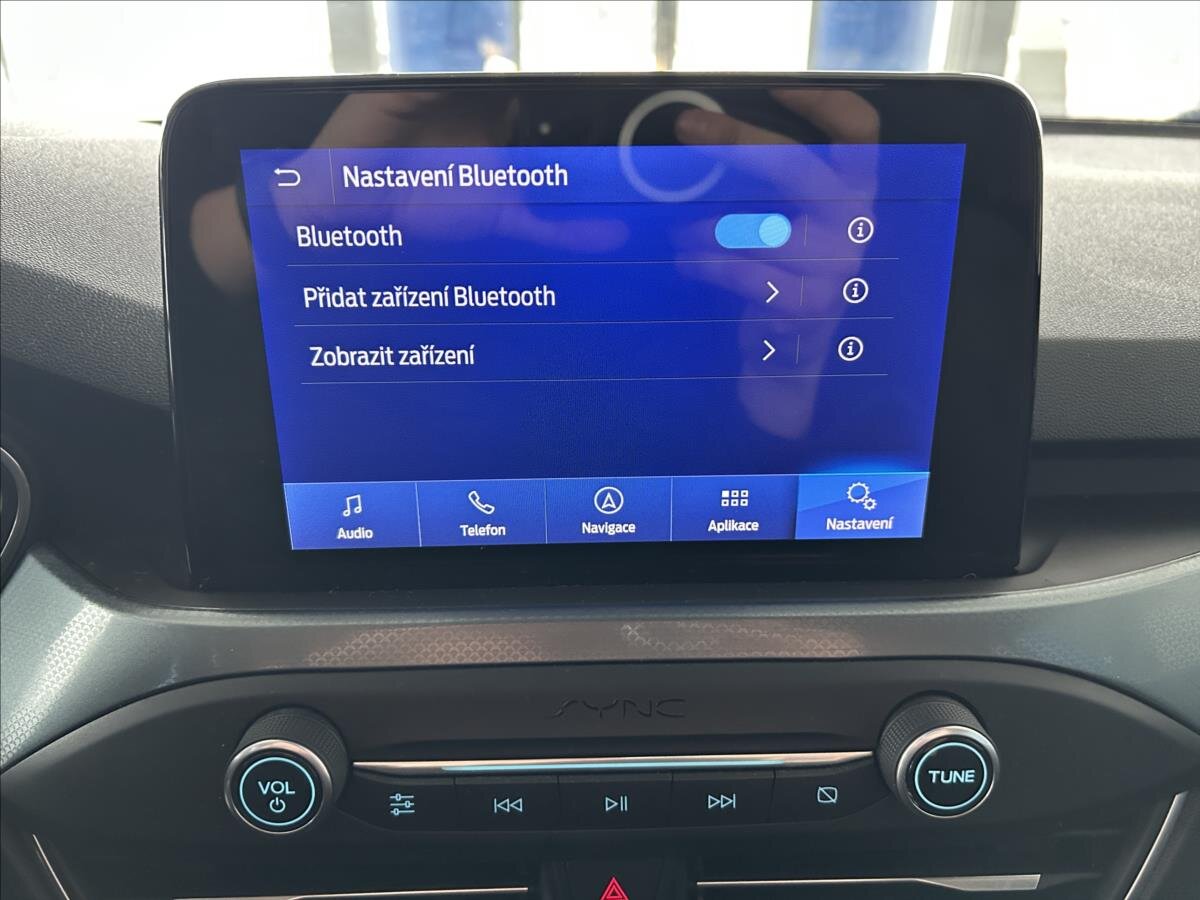 Nastavení Bluetooth
Bluetooth
Přidat zařízení Bluetooth
Zobrazit zařízení
Audio
Telefon
Navigace
Aplikace
Nastavení
SYNC
VOL
TUNE